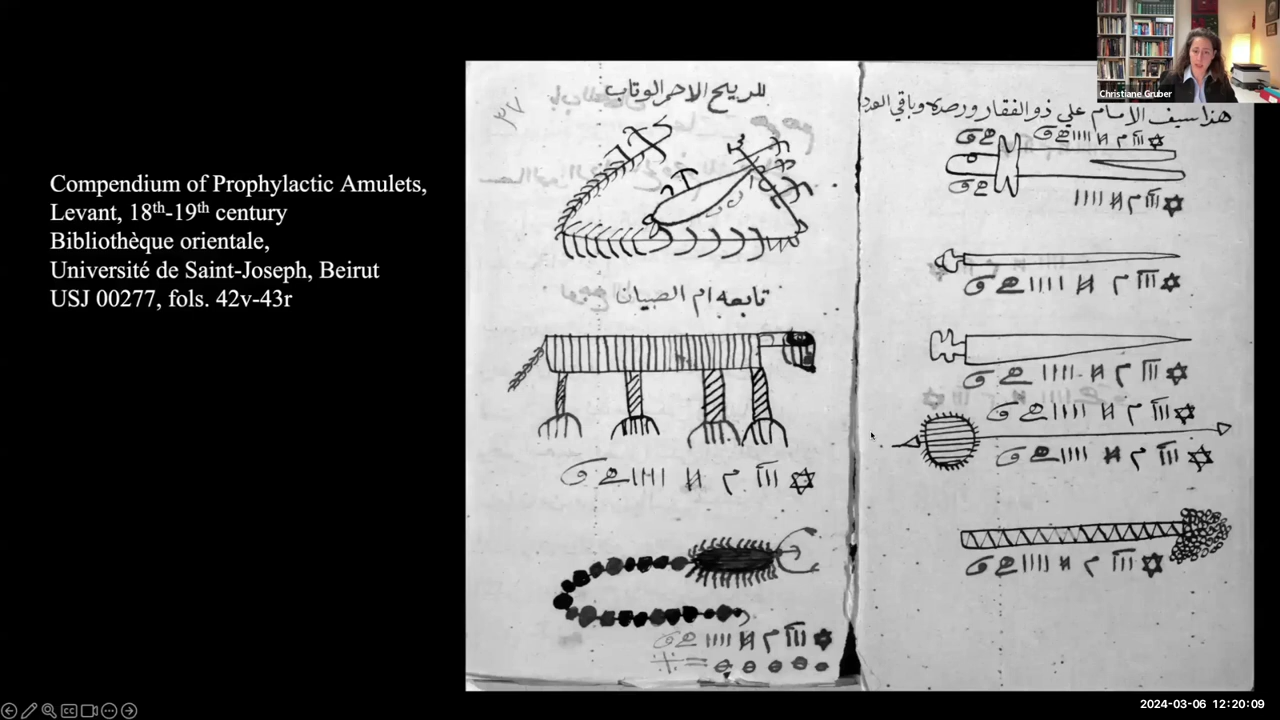 Compendium of Prophylactic Amulets,
Levant, 18th-19th century
Bibliothèque orientale,
Université de Saint-Joseph, Beirut
USJ 00277, fols. 42v-43r
Christiane Gruber
٣٧
للريح الاحمر الوتاب
تابعه ام الصبيان
هذا سيف الامام علي ذو الفقار
2024-03-06 12:20:09